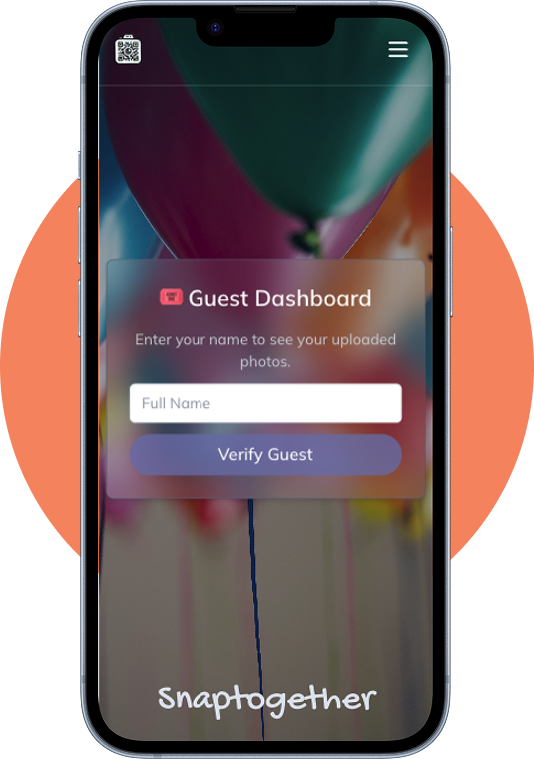 Guest Dashboard
Enter your name to see your uploaded
photos.
Full Name
Verify Guest
Snaptogether